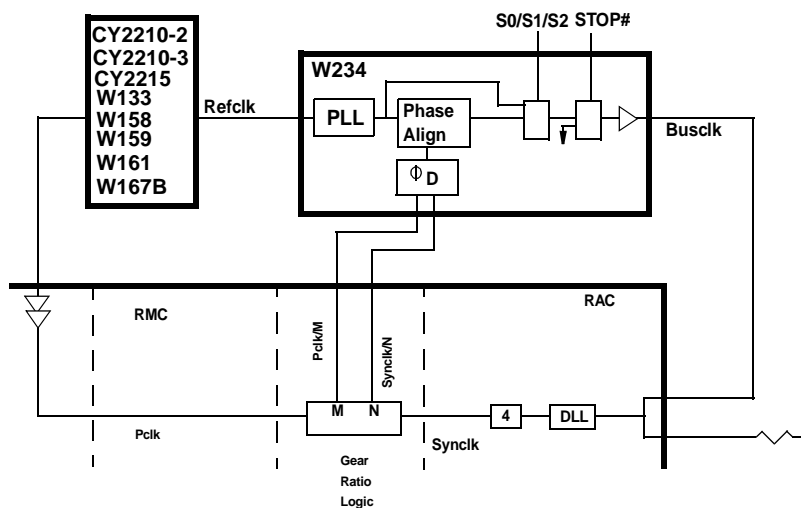 S0/S1/S2 STOP#
CY2210-2
CY2210-3
CY2215
W133
W158
W159
W161
W167B
Refclk
W234
PLL
Phase
Align
Φ D
Busclk
RMC
RAC
Pclk/M
Synclk/N
M N
4
DLL
Pclk
Synclk
Gear
Ratio
Logic